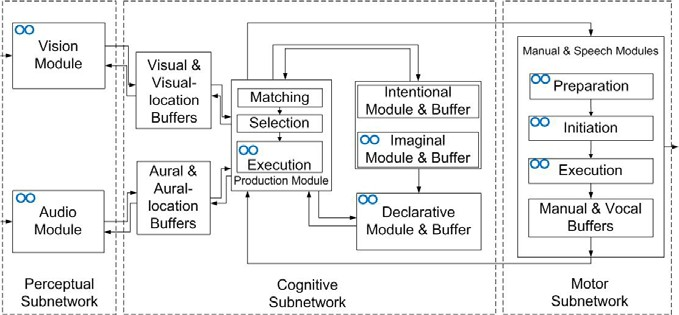 Vision
Module
Audio
Module
Perceptual
Subnetwork
Visual &
Visual-
location
Buffers
Aural &
Aural-
location
Buffers
Matching
Selection
Execution
Production Module
Intentional
Module & Buffer
Imaginal
Module & Buffer
Declarative
Module & Buffer
Cognitive
Subnetwork
Manual & Speech Modules
Preparation
Initiation
Execution
Manual & Vocal
Buffers
Motor
Subnetwork